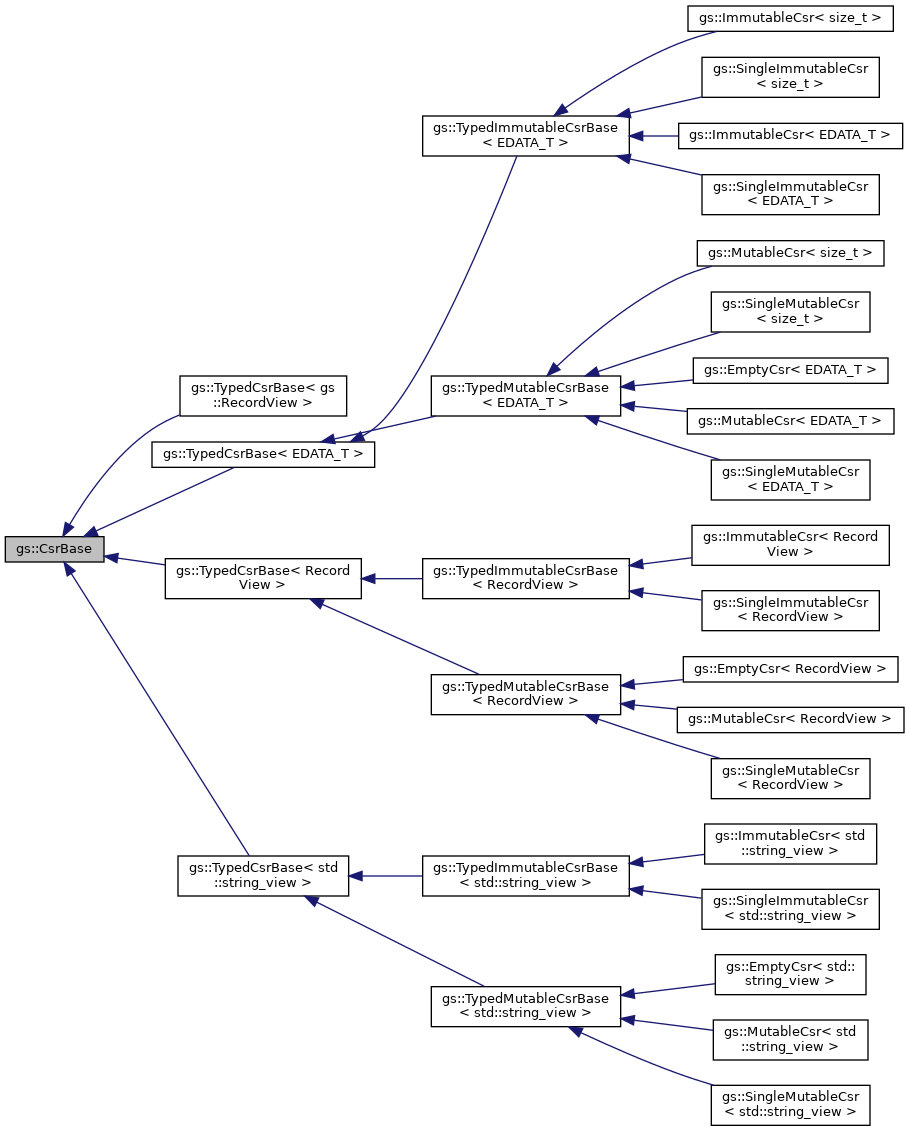 gs::ImmutableCsr< size_t >
gs::SingleImmutableCsr
< size_t >
gs::TypedImmutableCsrBase
< EDATA_T >
gs::ImmutableCsr< EDATA_T >
gs::SingleImmutableCsr
< EDATA_T >
gs::MutableCsr< size_t >
gs::SingleMutableCsr
< size_t >
gs::EmptyCsr< EDATA_T >
gs::TypedCsrBase< gs
::RecordView >
gs::TypedMutableCsrBase
< EDATA_T >
gs::MutableCsr< EDATA_T >
gs::TypedCsrBase< EDATA_T >
gs::SingleMutableCsr
< EDATA_T >
gs::CsrBase
gs::ImmutableCsr< Record
View >
gs::TypedCsrBase< Record
View >
gs::TypedImmutableCsrBase
< RecordView >
gs::SingleImmutableCsr
< RecordView >
gs::EmptyCsr< RecordView >
gs::TypedMutableCsrBase
< RecordView >
gs::MutableCsr< RecordView >
gs::SingleMutableCsr
< RecordView >
gs::ImmutableCsr< std
::string_view >
gs::TypedCsrBase< std
::string_view >
gs::TypedImmutableCsrBase
< std::string_view >
gs::SingleImmutableCsr
< std::string_view >
gs::EmptyCsr< std::
string_view >
gs::TypedMutableCsrBase
< std::string_view >
gs::MutableCsr< std
::string_view >
gs::SingleMutableCsr
< std::string_view >